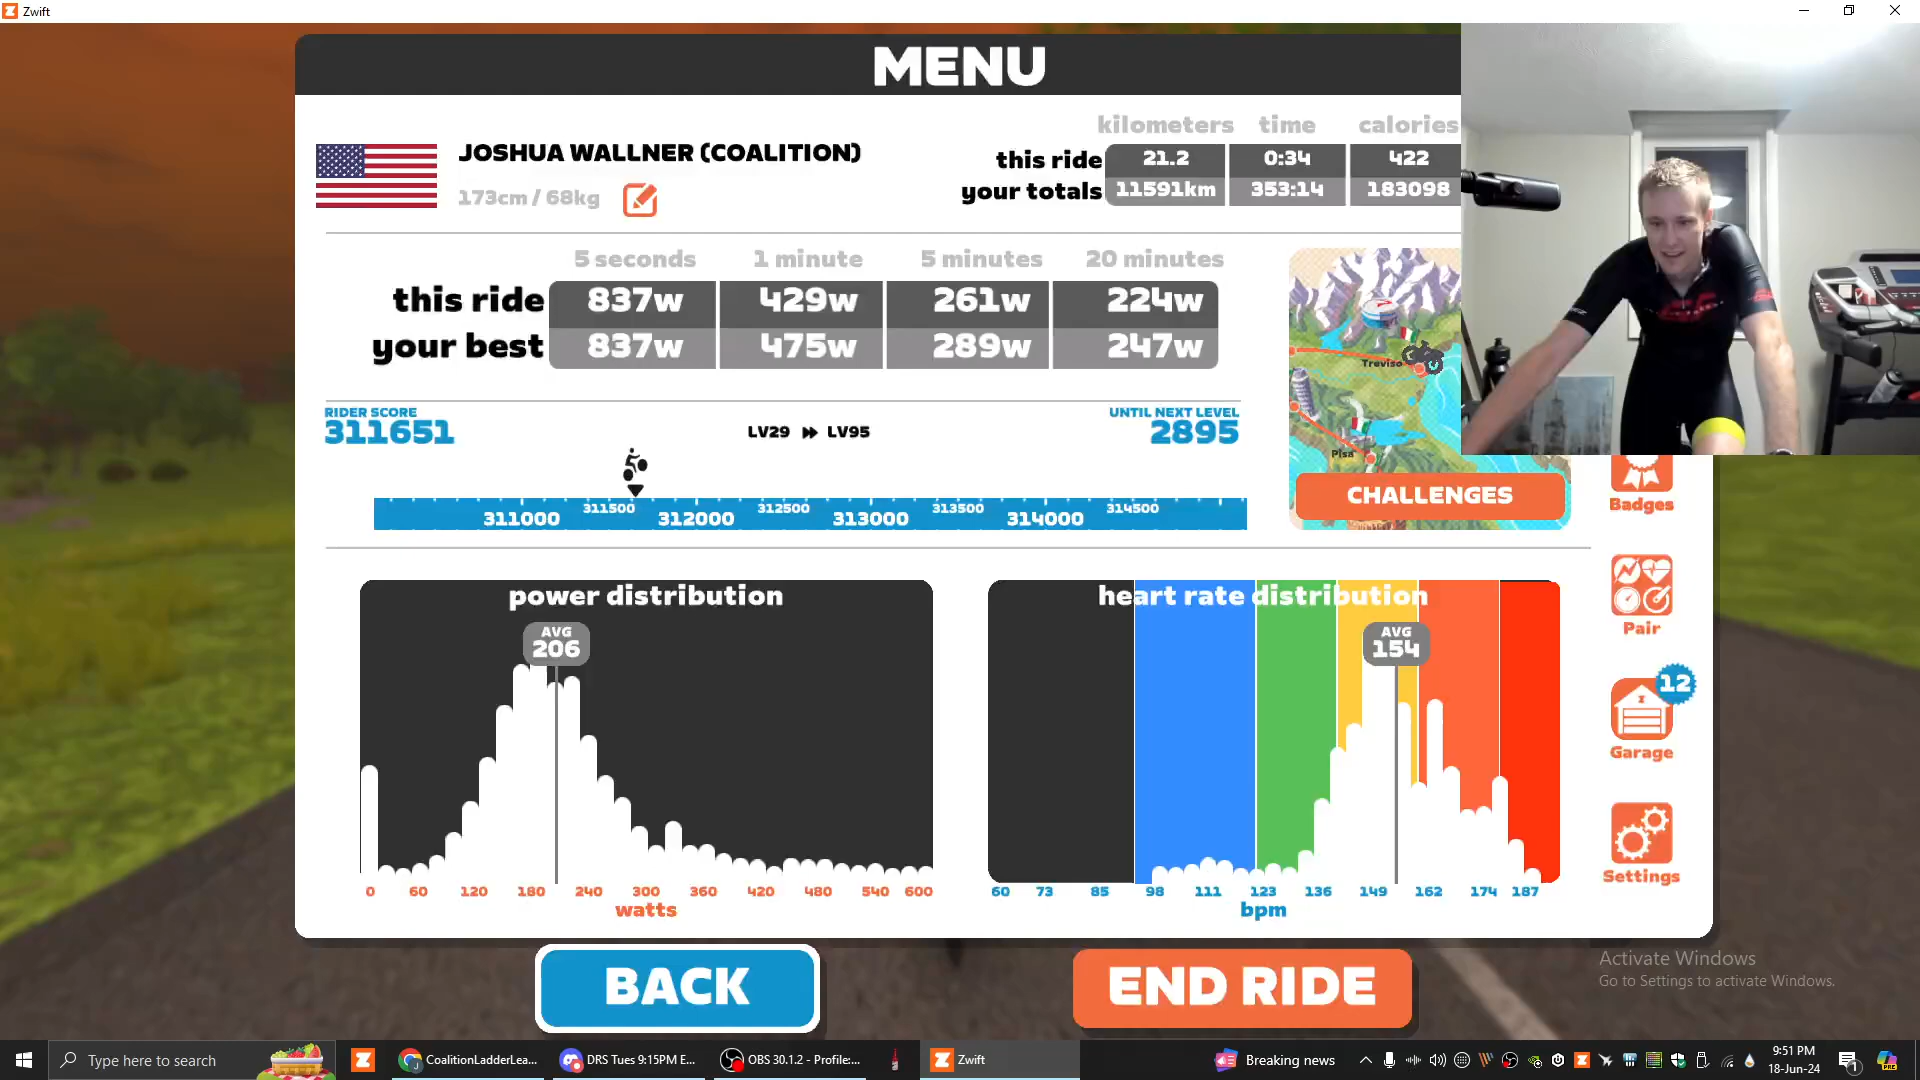 Zwift
MENU
JOSHUA WALLNER (COALITION)
173cm / 68kg
kilometers time calories
this ride 21.2 0:34 422
your totals 11591km 353:14 183098
5 seconds 1 minute 5 minutes 20 minutes
this ride 837w 429w 261w 224w
your best 837w 475w 289w 247w
RIDER SCORE
311651
LV29 LV95
UNTIL NEXT LEVEL
2895
311000 311500 312000 312500 313000 313500 314000 314500
Treviso
Pisa
CHALLENGES
Badges
Pair
12
Garage
Settings
power distribution
AVG
206
0 60 120 180 240 300 360 420 480 540 600
watts
heart rate distribution
AVG
154
60 73 85 98 111 123 136 149 162 174 187
bpm
BACK
END RIDE
Activate Windows
Go to Settings to activate Windows.
Type here to search
CoalitionLadderLea...
DRS Tues 9:15PM E...
OBS 30.1.2 - Profile:...
Zwift
Breaking news
9:51 PM
18-Jun-24
1